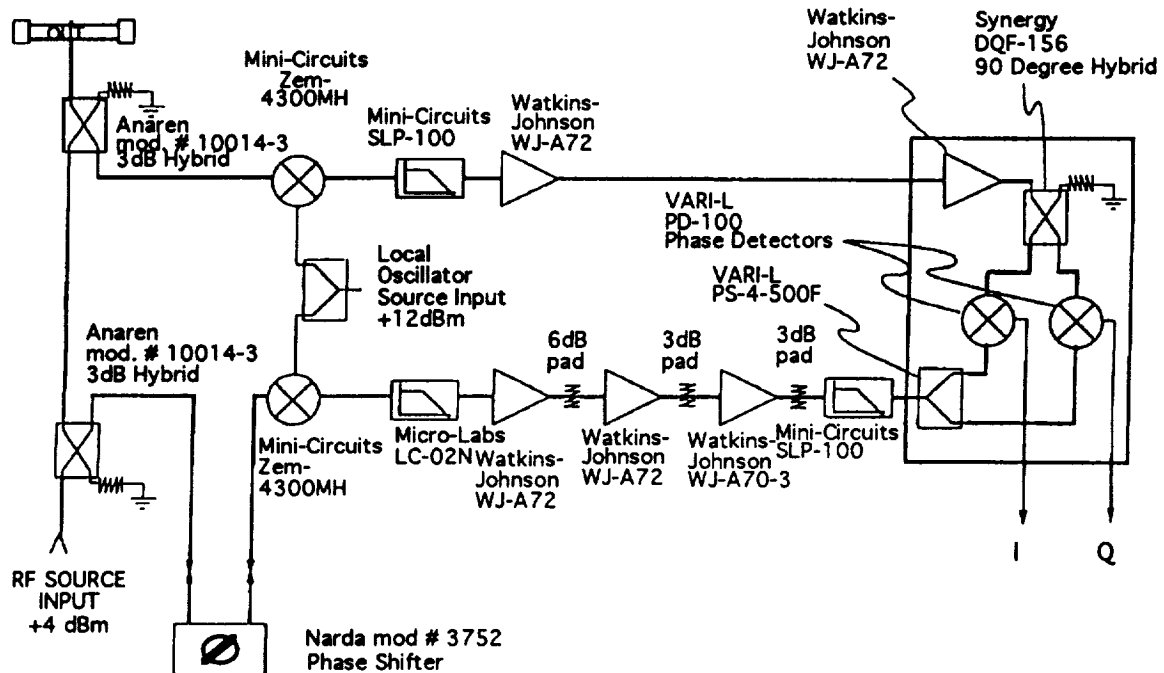 Watkins-
Johnson
WJ-A72
Synergy
DQF-156
90 Degree Hybrid
Mini-Circuits
Zem-
4300MH
Mini-Circuits
SLP-100
Watkins-
Johnson
WJ-A72
Anaren
mod. # 10014-3
3dB Hybrid
VARI-L
PD-100
Phase Detectors
VARI-L
PS-4-500F
Local
Oscillator
Source Input
+12dBm
Anaren
mod. # 10014-3
3dB Hybrid
6dB
pad
3dB
pad
3dB
pad
Mini-Circuits
Zem-
4300MH
Micro-Labs
LC-02N
Watkins-
Johnson
WJ-A72
Watkins-
Johnson
WJ-A72
Watkins-
Johnson
WJ-A70-3
Mini-Circuits
SLP-100
I
Q
RF SOURCE
INPUT
+4 dBm
Narda mod # 3752
Phase Shifter